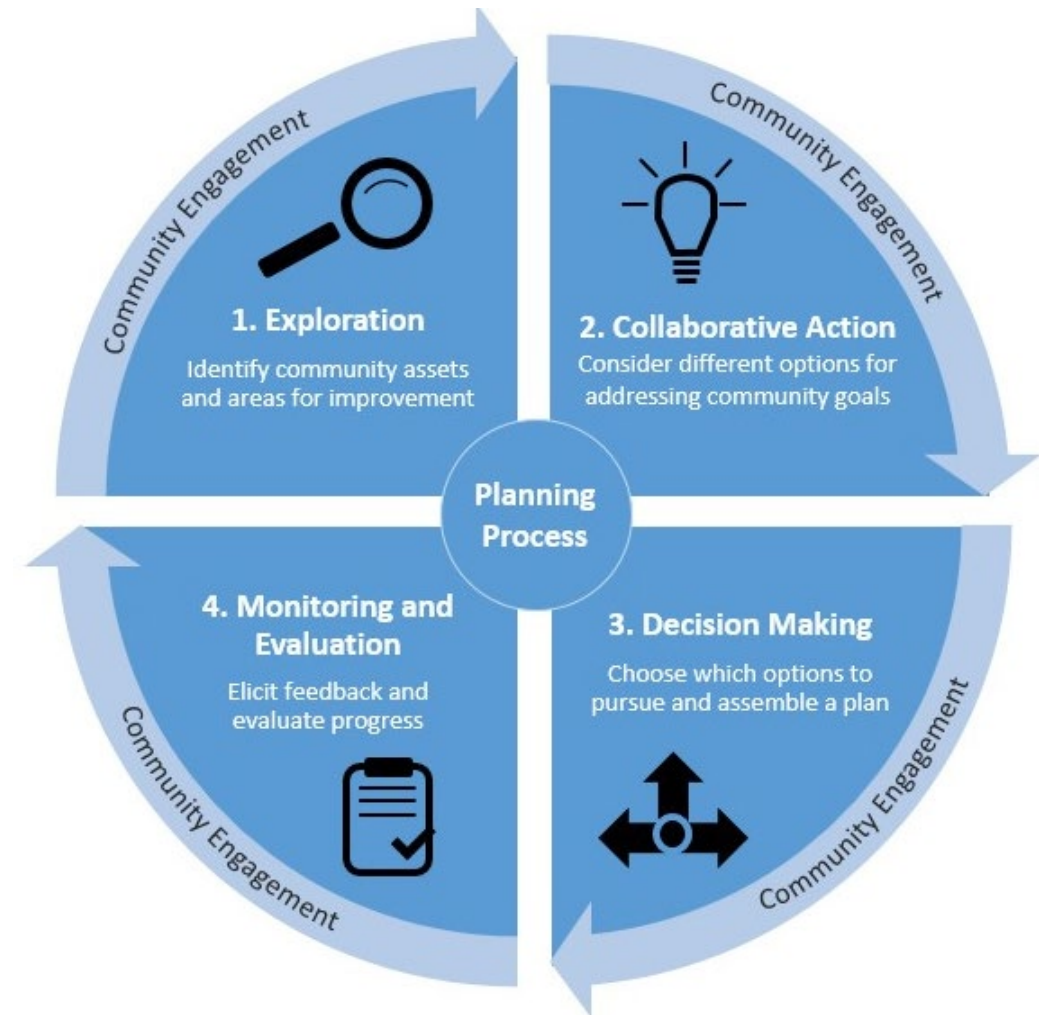 Community Engagement
1. Exploration
Identify community assets
and areas for improvement
Community Engagement
2. Collaborative Action
Consider different options for
addressing community goals
Planning
Process
Community Engagement
3. Decision Making
Choose which options to
pursue and assemble a plan
Community Engagement
4. Monitoring and
Evaluation
Elicit feedback and
evaluate progress